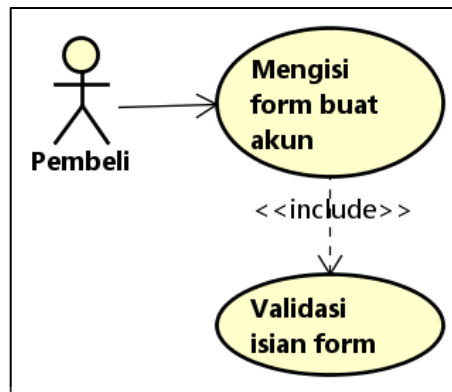 Mengisi
form buat
akun
Pembeli
<<include>>
Validasi
isian form